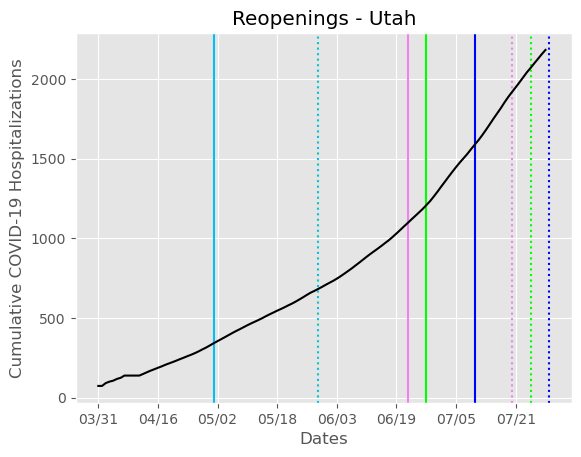 Reopenings - Utah
Cumulative COVID-19 Hospitalizations
2000
1500
1000
500
0
03/31 04/16 05/02 05/18 06/03 06/19 07/05 07/21
Dates